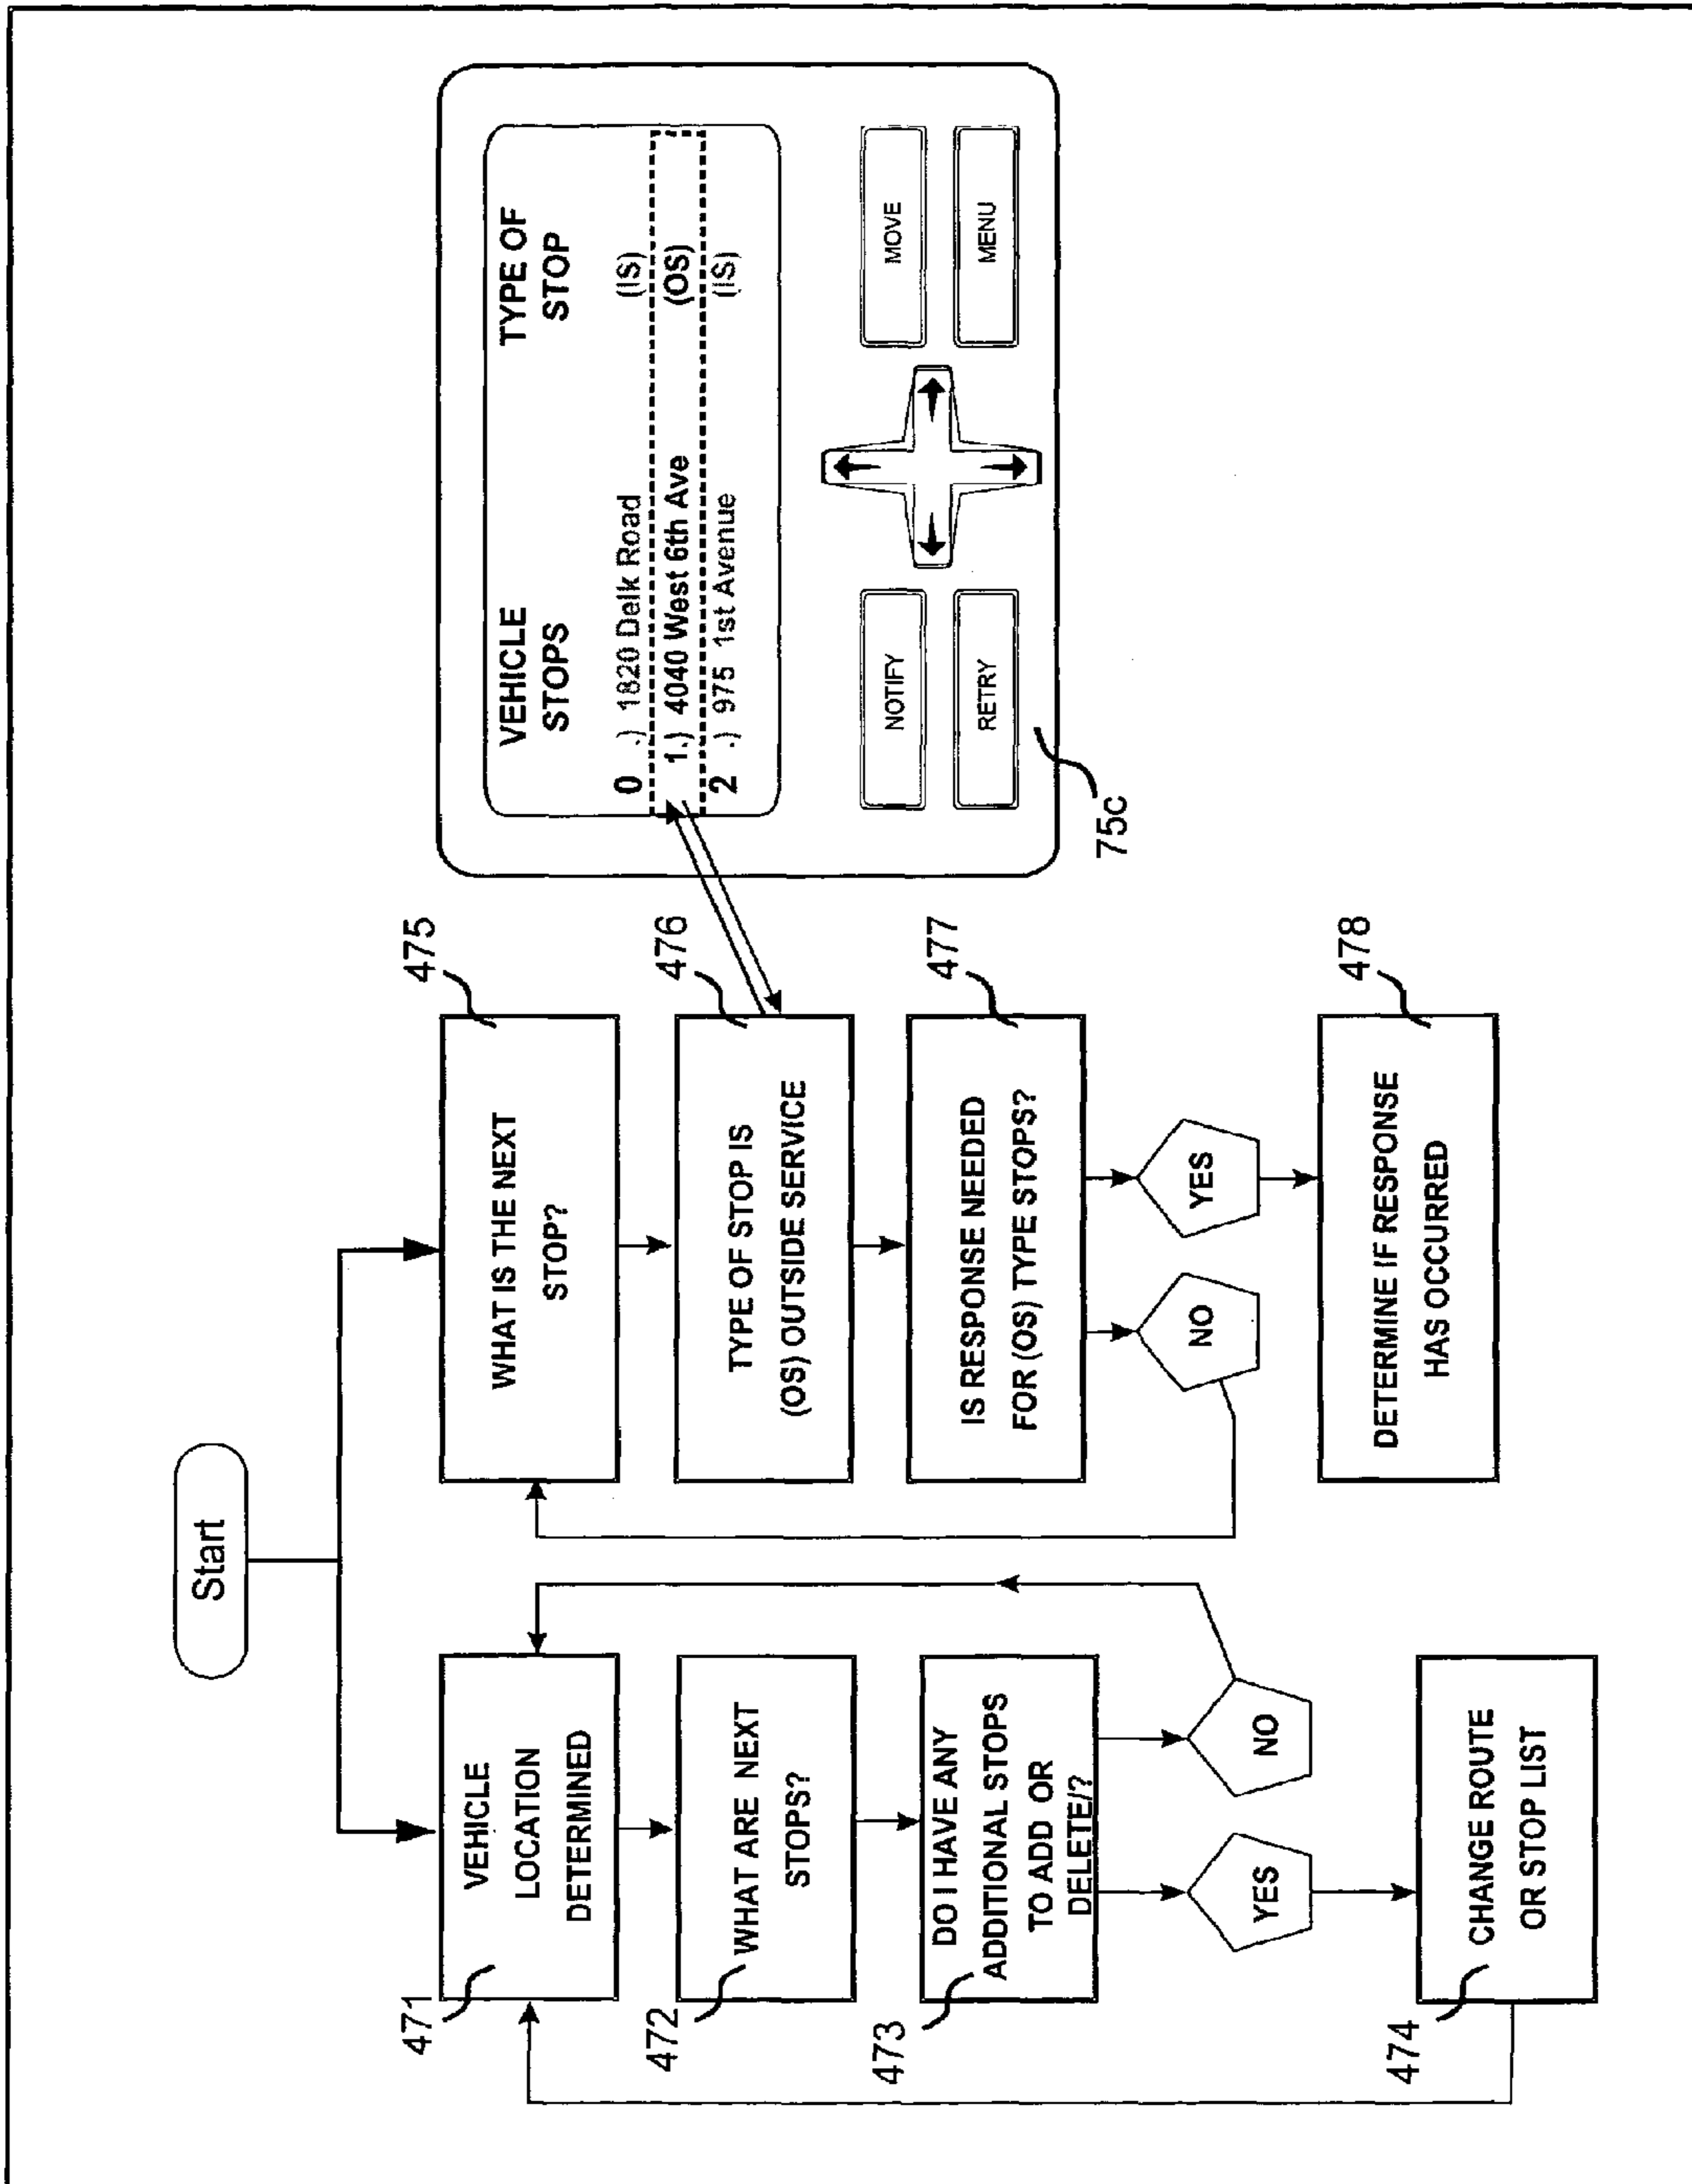 Start
471
VEHICLE
LOCATION
DETERMINED
472
WHAT ARE NEXT
STOPS?
473
DO I HAVE ANY
ADDITIONAL STOPS
TO ADD OR
DELETE/?
YES
NO
474
CHANGE ROUTE
OR STOP LIST
475
WHAT IS THE NEXT
STOP?
476
TYPE OF STOP IS
(OS) OUTSIDE SERVICE
477
IS RESPONSE NEEDED
FOR (OS) TYPE STOPS?
NO
YES
478
DETERMINE IF RESPONSE
HAS OCCURRED
VEHICLE
STOPS
TYPE OF
STOP
0 .) 1820 Delk Road (IS)
1.) 4040 West 6th Ave (OS)
2 .) 975 1st Avenue (IS)
NOTIFY
MOVE
RETRY
MENU
75c